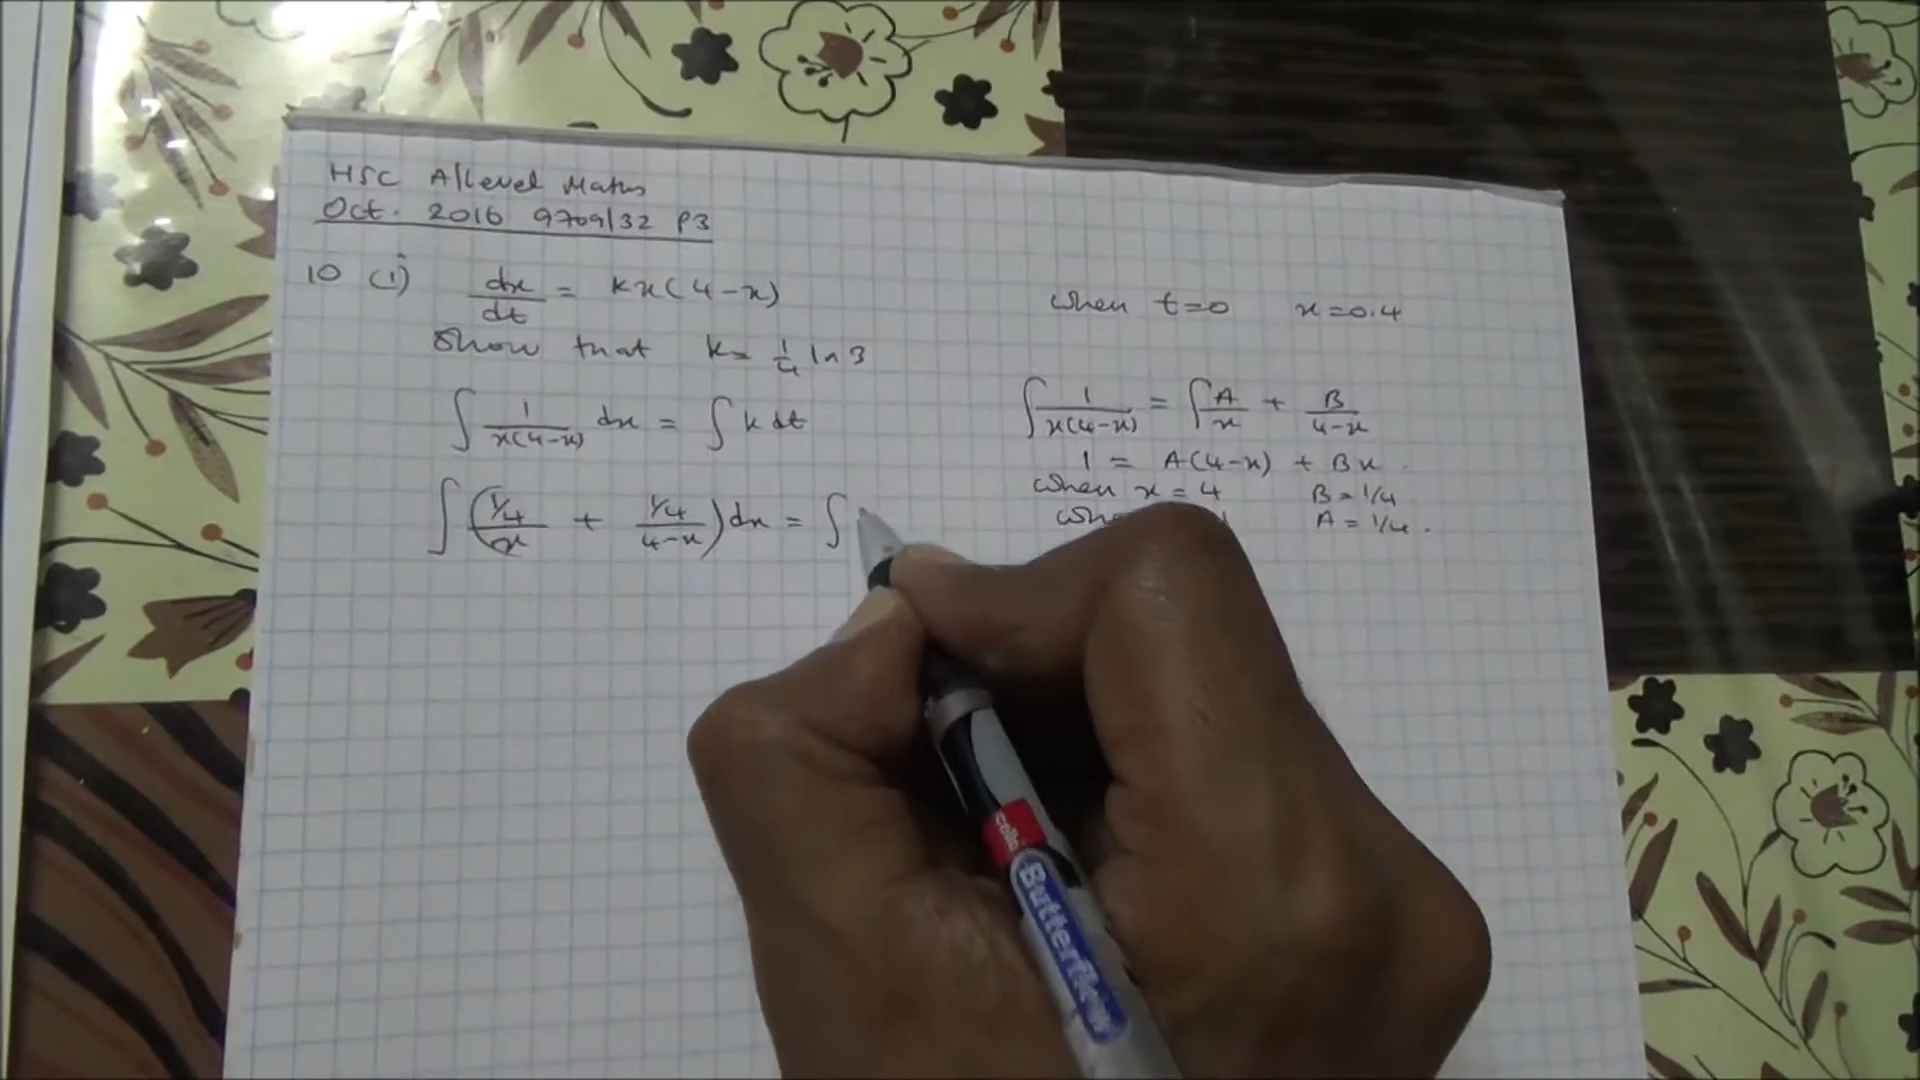 HSC A/Level Maths
Oct. 2016 9709/32 P3
10 (i) dx/dt = kx(4-x)
when t=0 x=0.4
Show that k= 1/4 ln 3
∫ 1/x(4-x) dx = ∫ k dt
∫ 1/x(4-x) = ∫ A/x + B/4-x
1 = A(4-x) + Bx
when x = 4 B = 1/4
A = 1/4.
∫ (1/4/x + 1/4/4-x) dx = ∫
cello
Butterflow